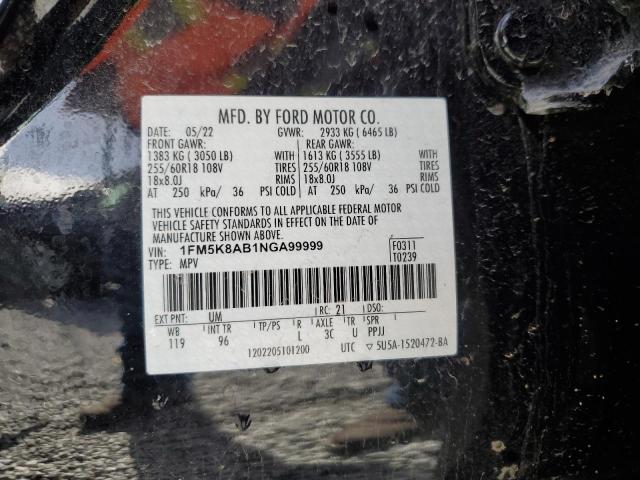 MFD. BY FORD MOTOR CO.
DATE: 05/22 GVWR: 2933 KG ( 6465 LB)
FRONT GAWR: REAR GAWR:
1383 KG ( 3050 LB) WITH 1613 KG ( 3555 LB) WITH
255/60R18 108V TIRES 255/60R18 108V TIRES
18x8.0J RIMS 18x8.0J RIMS
AT 250 kPa/ 36 PSI COLD AT 250 kPa/ 36 PSI COLD
THIS VEHICLE CONFORMS TO ALL APPLICABLE FEDERAL MOTOR
VEHICLE SAFETY STANDARDS IN EFFECT ON THE DATE OF
MANUFACTURE SHOWN ABOVE.
VIN: 1FM5K8AB1NGA99999 F0311
TYPE: MPV T0239
EXT PNT: UM RC: 21 DSO:
WB INT TR TP/PS R AXLE TR SPR
119 96 L 3C U PPJJ
1202205101200 UTC ▽ 5U5A-1520472-BA